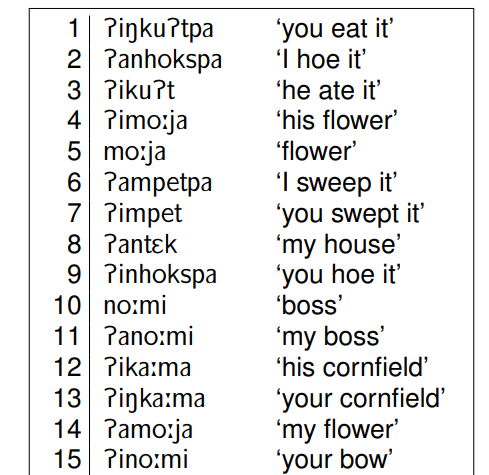 1 ʔiŋkuʔtpa ‘you eat it’
2 ʔanhokspa ‘I hoe it’
3 ʔikuʔt ‘he ate it’
4 ʔimoːja ‘his flower’
5 moːja ‘flower’
6 ʔampetpa ‘I sweep it’
7 ʔimpet ‘you swept it’
8 ʔantɛk ‘my house’
9 ʔinhokspa ‘you hoe it’
10 noːmi ‘boss’
11 ʔanoːmi ‘my boss’
12 ʔikaːma ‘his cornfield’
13 ʔiŋkaːma ‘your cornfield’
14 ʔamoːja ‘my flower’
15 ʔinoːmi ‘your bow’